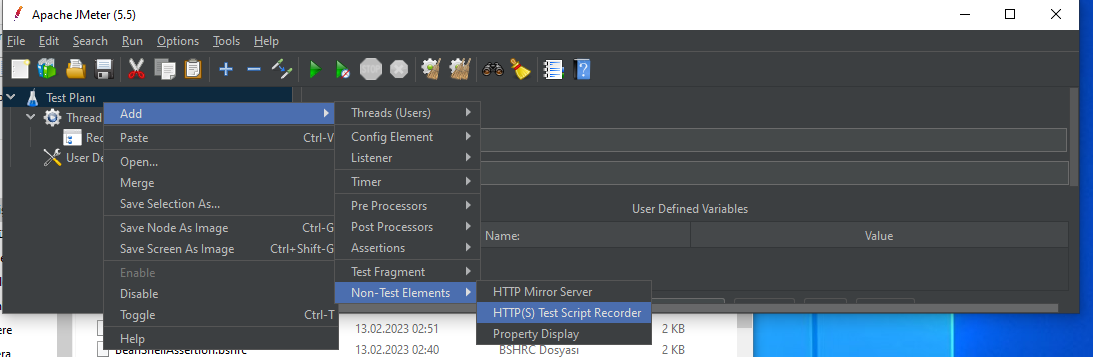 Apache JMeter (5.5)
File Edit Search Run Options Tools Help
Test Planı
Thread
Rec
User De
Add
Paste Ctrl-V
Open...
Merge
Save Selection As...
Save Node As Image Ctrl-G
Save Screen As Image Ctrl+Shift-G
Enable
Disable
Toggle Ctrl-T
Help
Threads (Users)
Config Element
Listener
Timer
Pre Processors
Post Processors
Assertions
Test Fragment
Non-Test Elements
HTTP Mirror Server
HTTP(S) Test Script Recorder
Property Display
User Defined Variables
Name: Value
13.02.2023 02:51 2 KB
BeanShellAssertion.bshrc 13.02.2023 02:40 BSHRC Dosyası 2 KB